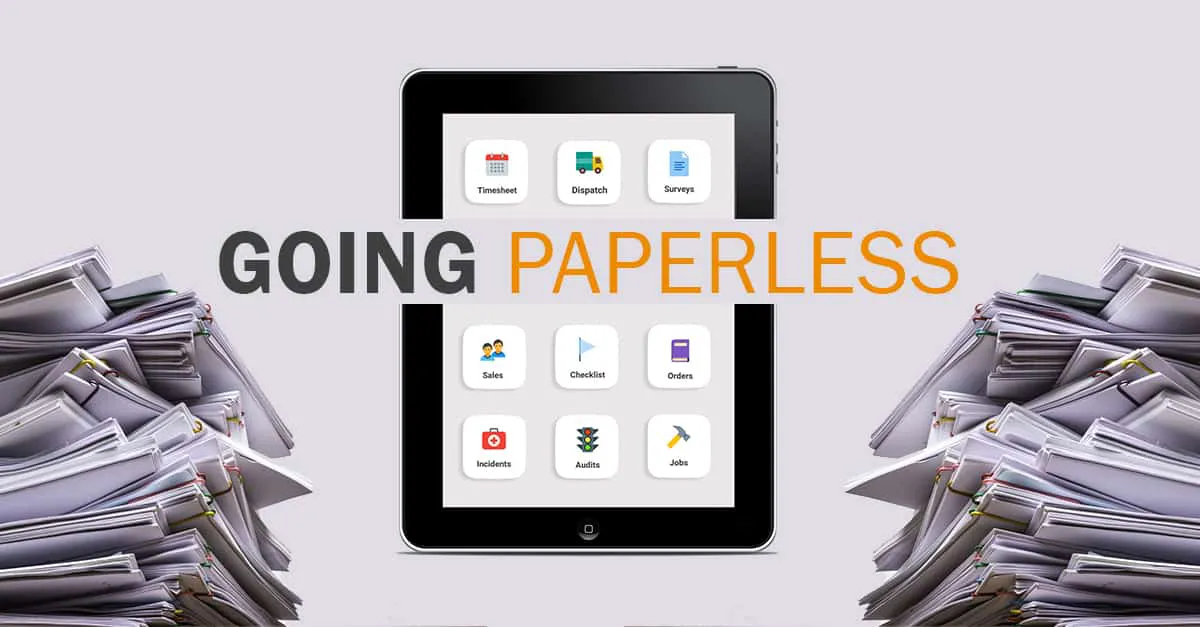 Timesheet Dispatch Surveys
GOING PAPERLESS
Sales Checklist Orders
Incidents Audits Jobs